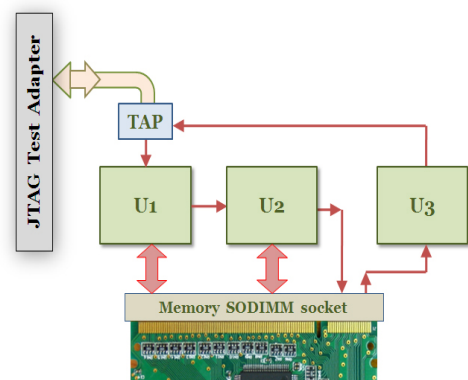 JTAG Test Adapter
TAP
U1
U2
U3
Memory SODIMM socket